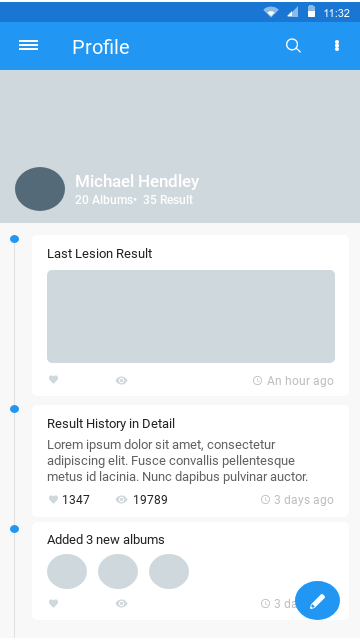 11:32
Profile
Michael Hendley
20 Albums• 35 Result
Last Lesion Result
An hour ago
Result History in Detail
Lorem ipsum dolor sit amet, consectetur
adipiscing elit. Fusce convallis pellentesque
metus id lacinia. Nunc dapibus pulvinar auctor.
1347 19789 3 days ago
Added 3 new albums
3